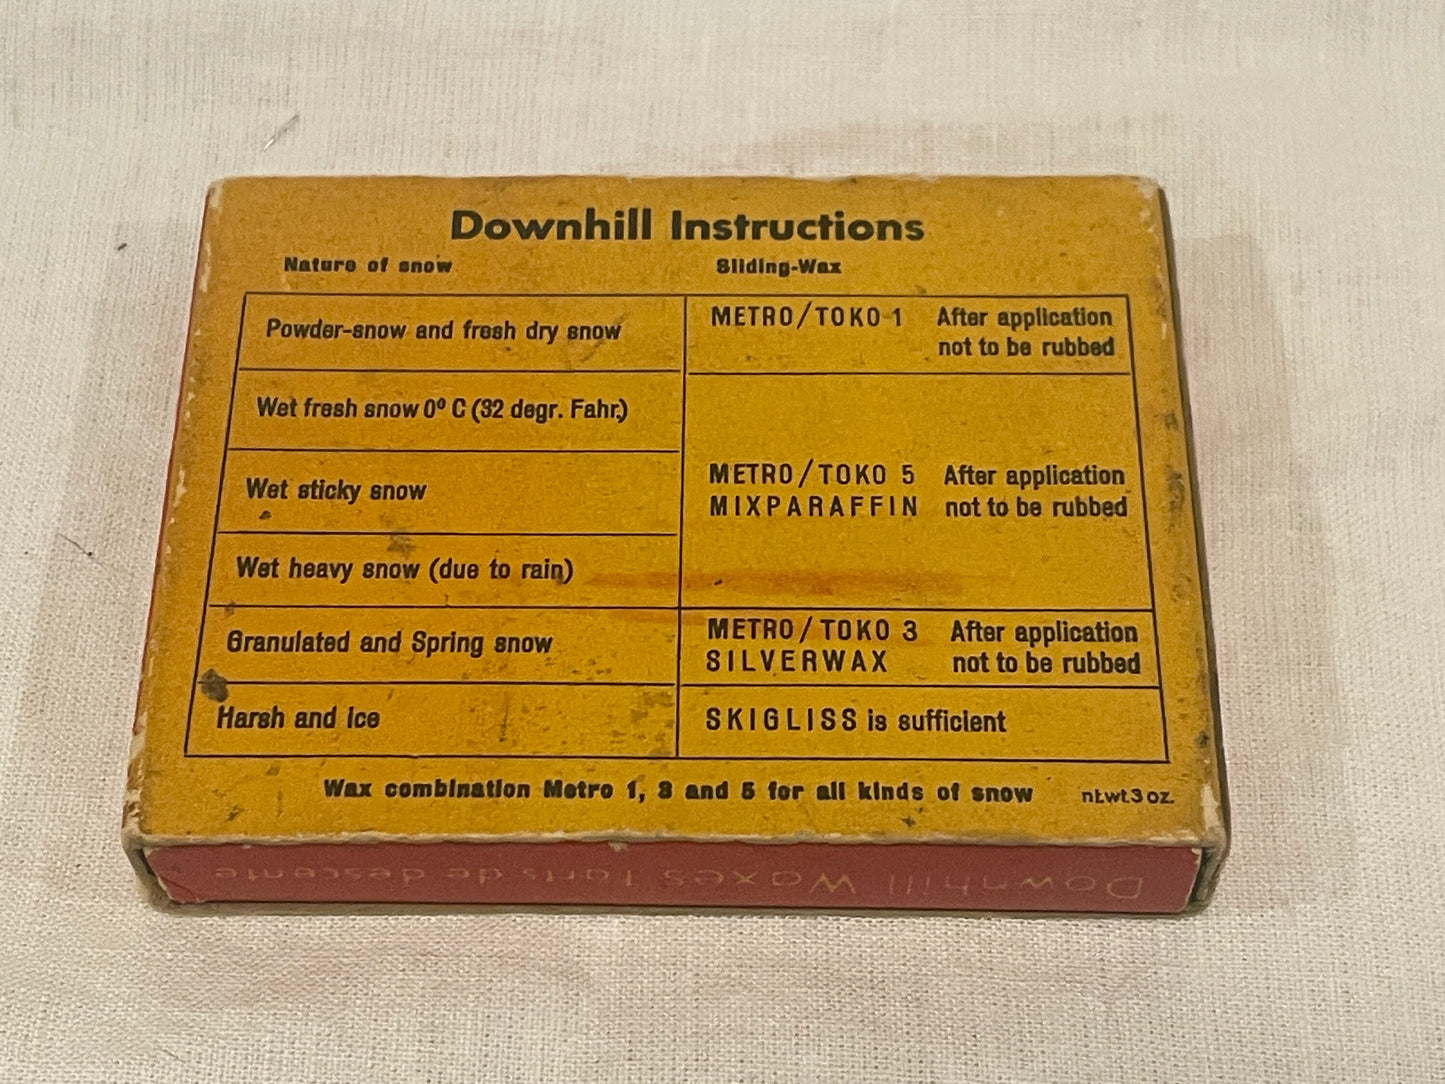 Downhill Instructions
Nature of snow
Sliding-Wax
Powder-snow and fresh dry snow
METRO/TOKO 1 After application
not to be rubbed
Wet fresh snow 0º C (32 degr. Fahr.)
Wet sticky snow
METRO/TOKO 5 After application
MIXPARAFFIN not to be rubbed
Wet heavy snow (due to rain)
Granulated and Spring snow
METRO/TOKO 3 After application
SILVERWAX not to be rubbed
Harsh and Ice
SKIGLISS is sufficient
Wax combination Metro 1, 3 and 5 for all kinds of snow
nt.wt.3 oz.
Downhill Waxes Farts de descente